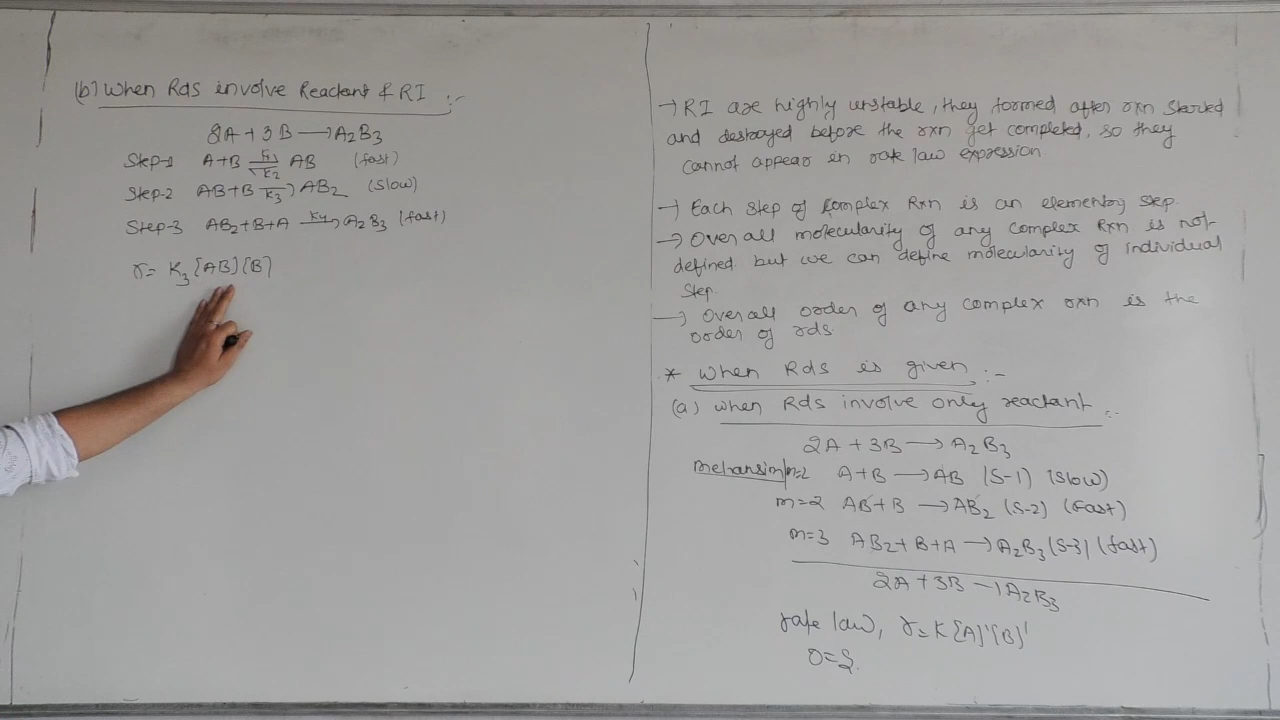 (b) When Rds involve Reactant & RI :-
2A + 3B ⟶ A₂B₃
Step-1 A+B ⇌ AB (fast)
K₁
K₂
Step-2 AB+B ⟶ AB₂ (slow)
K₃
Step-3 AB₂+B+A ⟶ A₂B₃ (fast)
K₄
r = K₃[AB][B]
→ RI are highly unstable, they formed after rxn started
and destroyed before the rxn get completed, so they
cannot appear in rate law expression
→ Each step of complex Rxn is an elementry step.
→ Overall molecularity of any complex Rxn is not
defined but we can define molecularity of individual
step.
→ Overall order of any complex rxn is the
order of rds
* When Rds is given :-
(a) when Rds involve only reactant :-
2A + 3B ⟶ A₂B₃
m=2 A+B ⟶ AB (S-1) (slow)
m=2 AB+B ⟶ AB₂ (S-2) (fast)
m=3 AB₂+B+A ⟶ A₂B₃ (S-3) (fast)
2A + 3B ⟶ A₂B₃
rate law, r = K[A]'[B]'